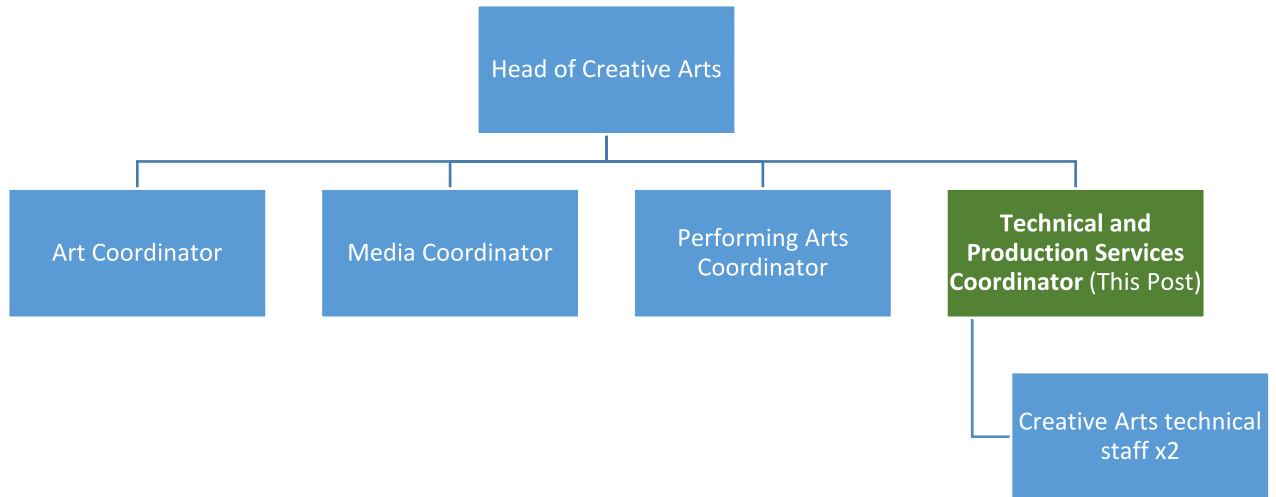 Head of Creative Arts
Art Coordinator
Media Coordinator
Performing Arts
Coordinator
Technical and
Production Services
Coordinator (This Post)
Creative Arts technical
staff x2